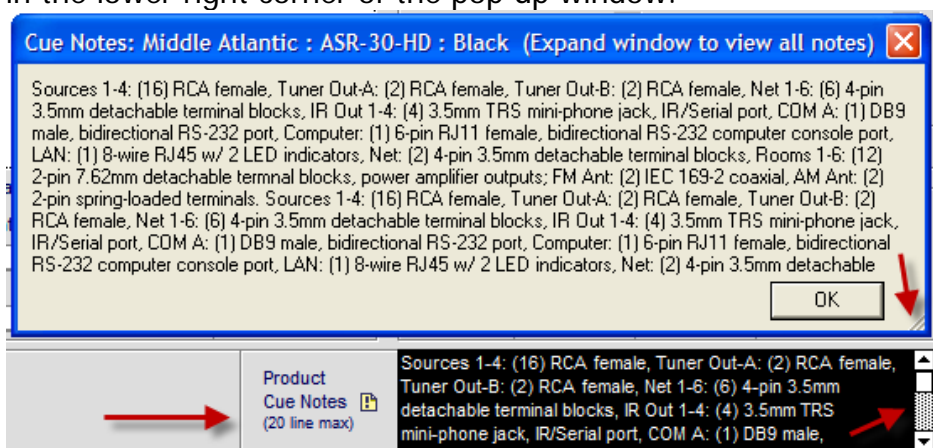 in the lower right corner of the pop up window.
Cue Notes: Middle Atlantic : ASR-30-HD : Black (Expand window to view all notes)
Sources 1-4: (16) RCA female, Tuner Out-A: (2) RCA female, Tuner Out-B: (2) RCA female, Net 1-6: (6) 4-pin
3.5mm detachable terminal blocks, IR Out 1-4: (4) 3.5mm TRS mini-phone jack, IR/Serial port, COM A: (1) DB9
male, bidirectional RS-232 port, Computer: (1) 6-pin RJ11 female, bidirectional RS-232 computer console port,
LAN: (1) 8-wire RJ45 w/ 2 LED indicators, Net: (2) 4-pin 3.5mm detachable terminal blocks, Rooms 1-6: (12)
2-pin 7.62mm detachable termnal blocks, power amplifier outputs; FM Ant: (2) IEC 169-2 coaxial, AM Ant: (2)
2-pin spring-loaded terminals. Sources 1-4: (16) RCA female, Tuner Out-A: (2) RCA female, Tuner Out-B: (2)
RCA female, Net 1-6: (6) 4-pin 3.5mm detachable terminal blocks, IR Out 1-4: (4) 3.5mm TRS mini-phone jack,
IR/Serial port, COM A: (1) DB9 male, bidirectional RS-232 port, Computer: (1) 6-pin RJ11 female, bidirectional
RS-232 computer console port, LAN: (1) 8-wire RJ45 w/ 2 LED indicators, Net: (2) 4-pin 3.5mm detachable
OK
Product
Cue Notes
(20 line max)
Sources 1-4: (16) RCA female, Tuner Out-A: (2) RCA female,
Tuner Out-B: (2) RCA female, Net 1-6: (6) 4-pin 3.5mm
detachable terminal blocks, IR Out 1-4: (4) 3.5mm TRS
mini-phone jack, IR/Serial port, COM A: (1) DB9 male,